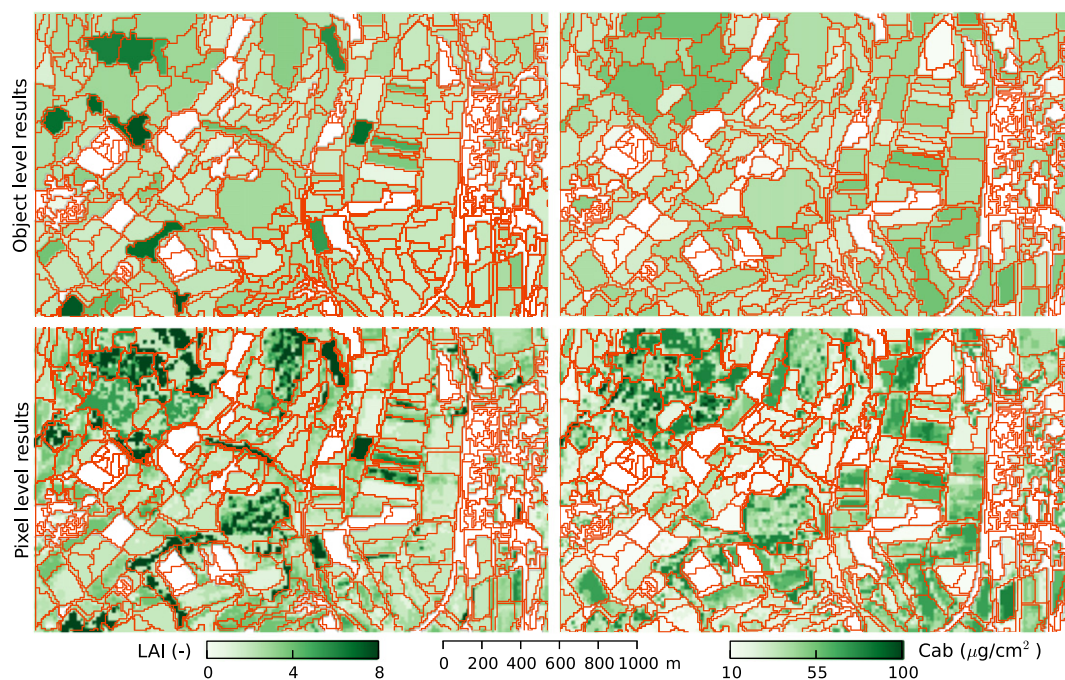 Object level results
Pixel level results
LAI (-)
0 4 8
0 200 400 600 800 1000 m
Cab (μg/cm²)
10 55 100